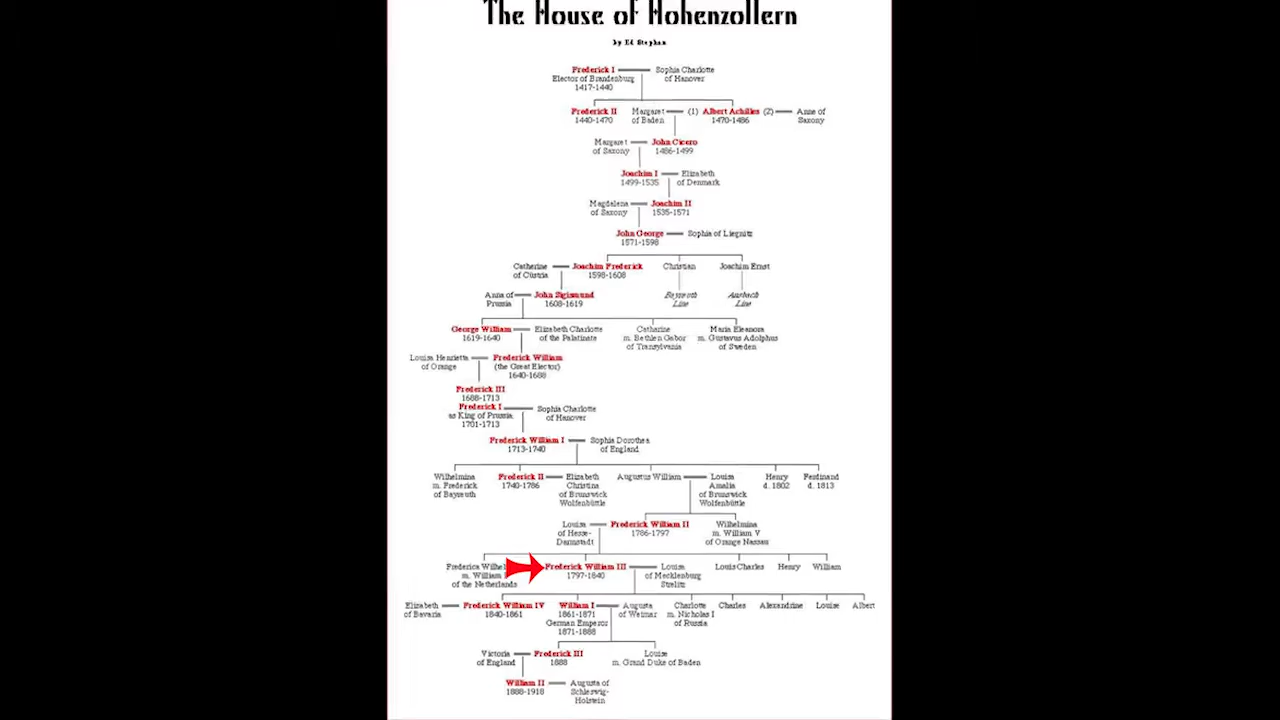 The House of Hohenzollern
by Ed Stephan
Frederick I Sophia Charlotte
Elector of Brandenburg of Hanover
1417-1440
Frederick II Margaret (1) Albert Achilles (2) Anne of
1440-1470 of Baden 1470-1486 Saxony
Margaret John Cicero
of Saxony 1486-1499
Joachim I Elizabeth
1499-1535 of Denmark
Magdalena Joachim II
of Saxony 1535-1571
John George Sophia of Liegnitz
1571-1598
Catherine Joachim Frederick Christian Joachim Ernst
of Cüstria 1598-1608
Anna of John Sigismund Bayreuth Ansbach
Prussia 1608-1619 Line Line
George William Elizabeth Charlotte Catherine Maria Eleanora
1619-1640 of the Palatinate m. Bethlen Gabor m. Gustavus Adolphus
of Transylvania of Sweden
Louisa Henrietta Frederick William
of Orange (the Great Elector)
1640-1688
Frederick III
1688-1713
Frederick I Sophia Charlotte
as King of Prussia of Hanover
1701-1713
Frederick William I Sophia Dorothea
1713-1740 of England
Wilhelmina Frederick II Elizabeth Augustus William Louisa Henry Ferdinand
m. Frederick 1740-1786 Christina Amalia d. 1802 d. 1813
of Bayreuth of Brunswick of Brunswick
Wolfenbüttle Wolfenbüttle
Louisa Frederick William II Wilhelmina
of Hesse- 1786-1797 m. William V
Darmstadt of Orange Nassau
Frederica Frederick William III Louisa Louis Charles Henry William
m. William 1797-1840 of Mecklenburg
of the Netherlands Strelitz
Elizabeth Frederick William IV William I Augusta Charlotte Charles Alexandrine Louise Albert
of Bavaria 1840-1861 1861-1871 of Weimar m. Nicholas I
German Emperor of Russia
1871-1888
Victoria Frederick III Louise
of England 1888 m. Grand Duke of Baden
William II Augusta of
1888-1918 Schleswig-
Holstein